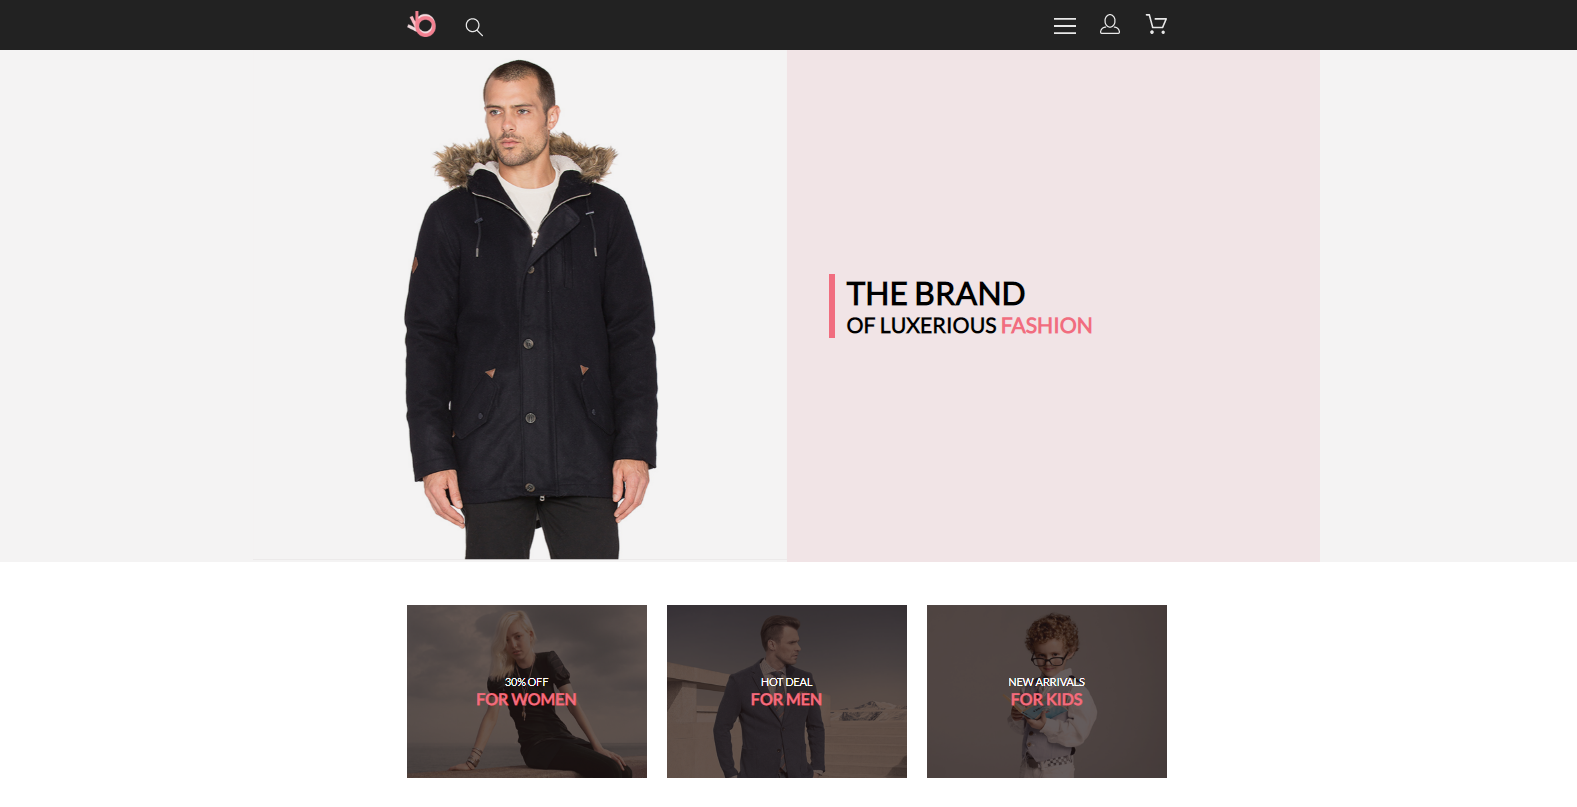 THE BRAND
OF LUXERIOUS FASHION
30% OFF
FOR WOMEN
HOT DEAL
FOR MEN
NEW ARRIVALS
FOR KIDS